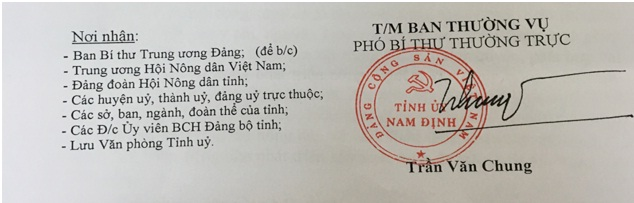 Nơi nhận:
- Ban Bí thư Trung ương Đảng; (để b/c)
- Trung ương Hội Nông dân Việt Nam;
- Đảng đoàn Hội Nông dân tỉnh;
- Các huyện uỷ, thành uỷ, đảng uỷ trực thuộc;
- Các sở, ban, ngành, đoàn thể của tỉnh;
- Các Đ/c Ủy viên BCH Đảng bộ tỉnh;
- Lưu Văn phòng Tỉnh uỷ.
T/M BAN THƯỜNG VỤ
PHÓ BÍ THƯ THƯỜNG TRỰC
ĐẢNG CỘNG SẢN VIỆT NAM
TỈNH ỦY
NAM ĐỊNH
Trần Văn Chung